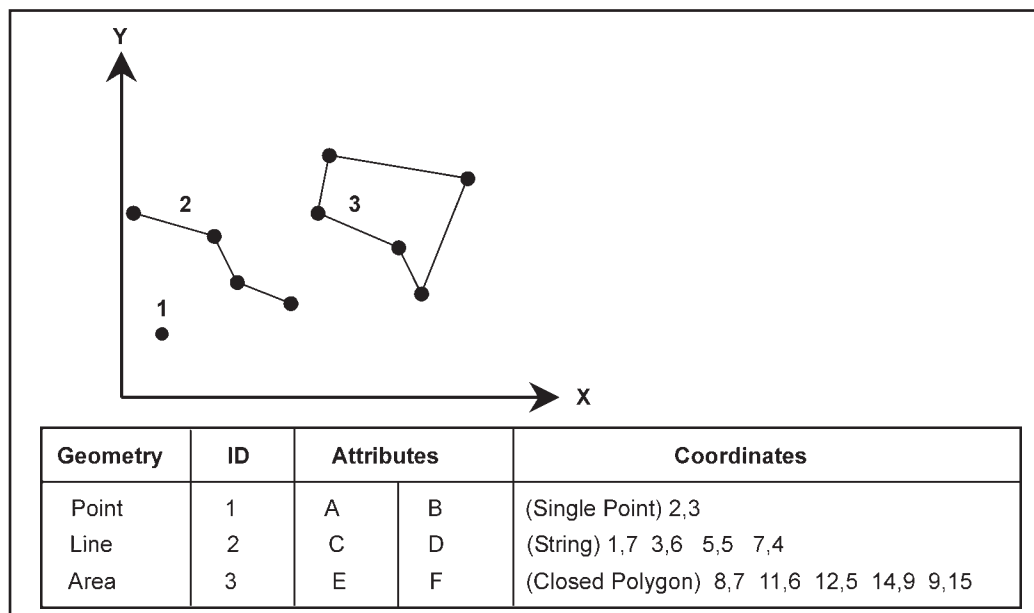 Y
2
3
1
X
Geometry ID Attributes Coordinates
Point 1 A B (Single Point) 2,3
Line 2 C D (String) 1,7 3,6 5,5 7,4
Area 3 E F (Closed Polygon) 8,7 11,6 12,5 14,9 9,15